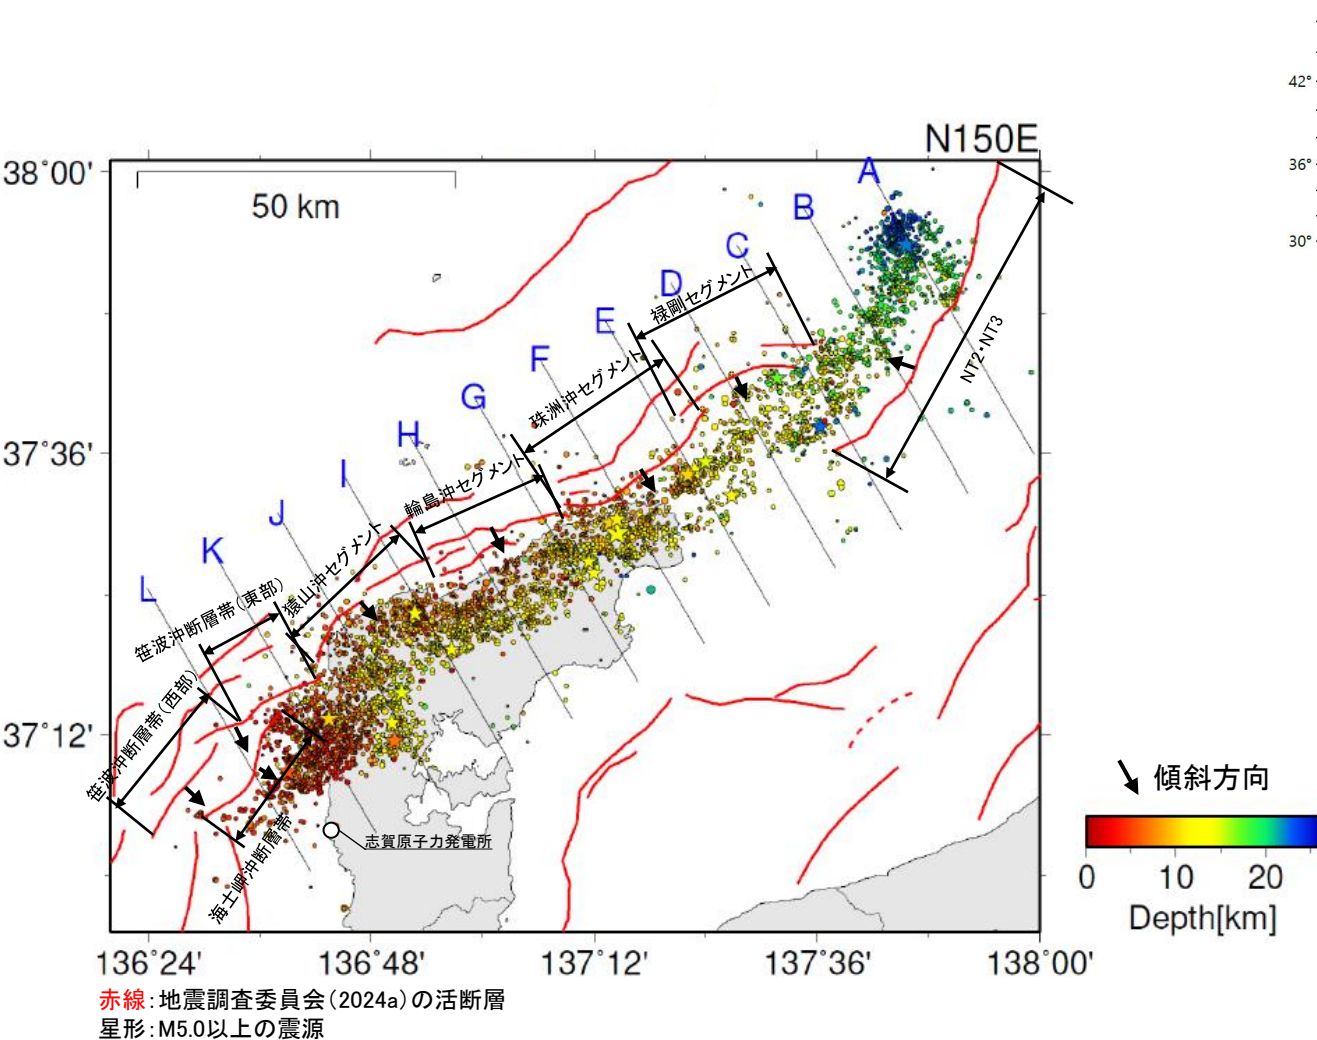 N150E
42°
36°
30°
38°00'
37°36'
37°12'
50 km
A
B
C
D
E
F
G
H
I
J
K
L
禄剛セグメント
珠洲沖セグメント
輪島沖セグメント
猿山沖セグメント
笹波沖断層帯(東部)
笹波沖断層帯(西部)
海士岬沖断層帯
NT2・NT3
志賀原子力発電所
傾斜方向
0 10 20
Depth[km]
136°24' 136°48' 137°12' 137°36' 138°00'
赤線:地震調査委員会(2024a)の活断層
星形:M5.0以上の震源